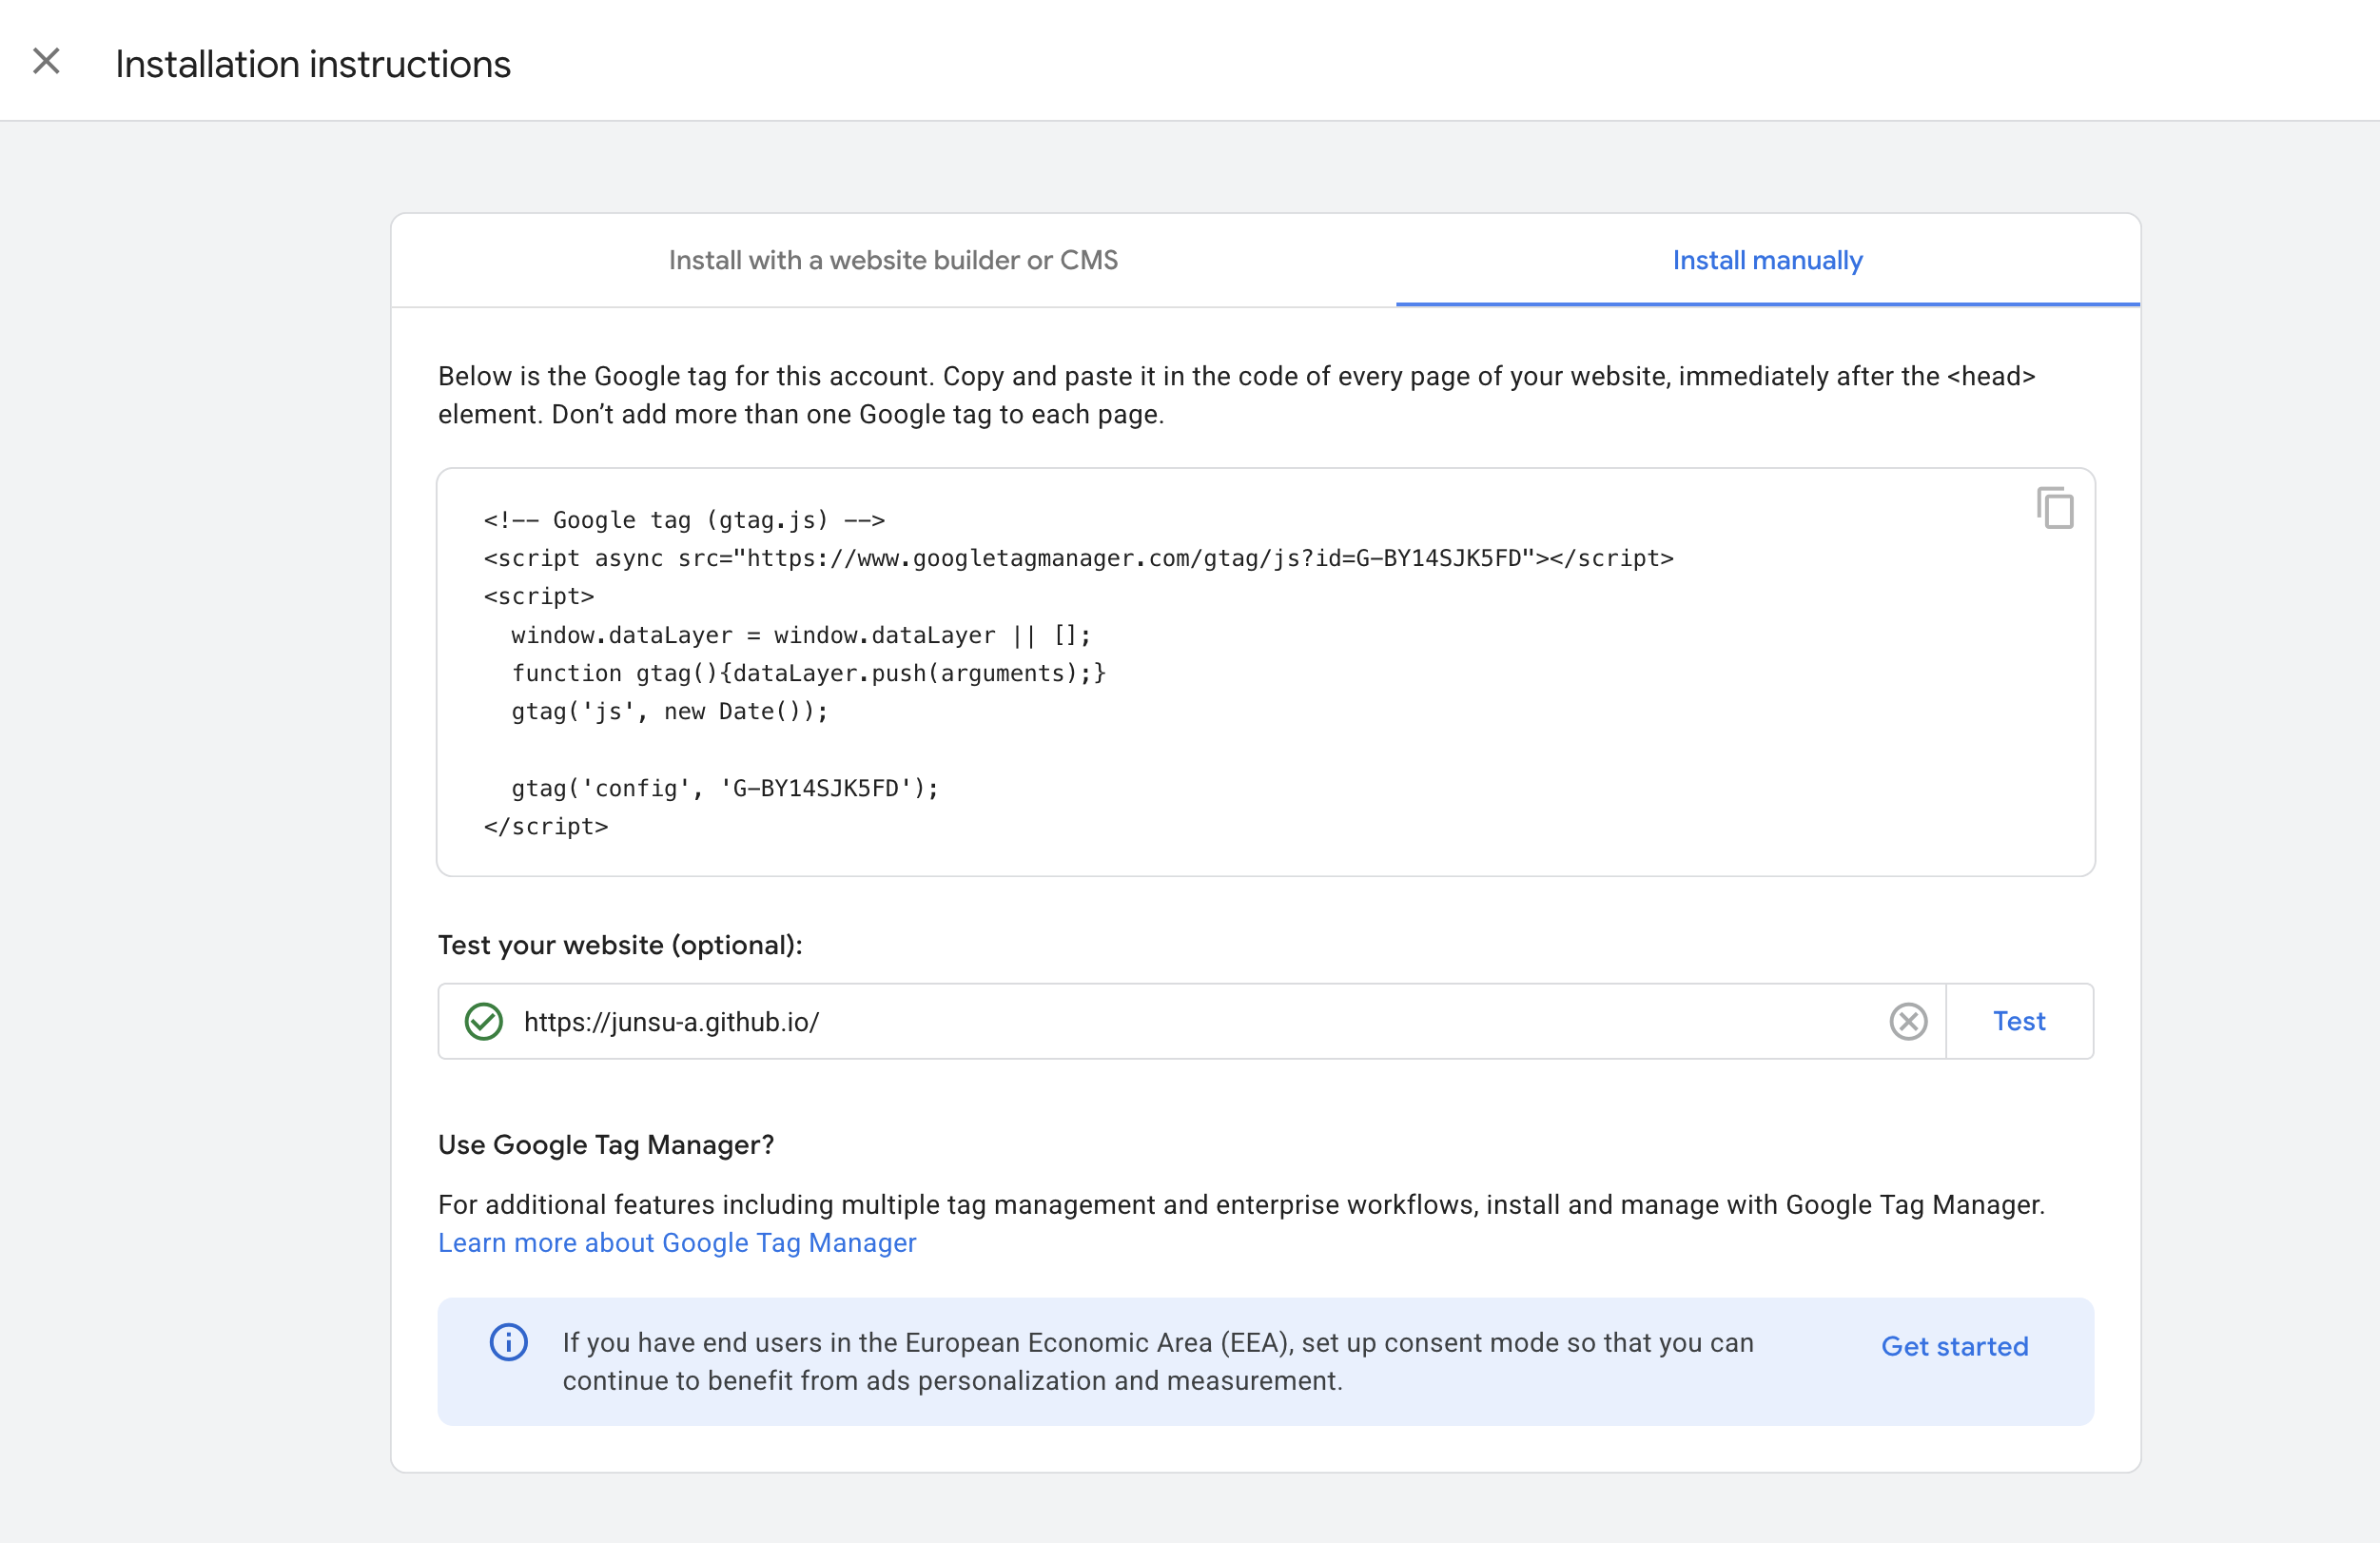 Installation instructions
Install with a website builder or CMS
Install manually
Below is the Google tag for this account. Copy and paste it in the code of every page of your website, immediately after the <head>
element. Don’t add more than one Google tag to each page.
<!-- Google tag (gtag.js) -->
<script async src="https://www.googletagmanager.com/gtag/js?id=G-BY14SJK5FD"></script>
<script>
  window.dataLayer = window.dataLayer || [];
  function gtag(){dataLayer.push(arguments);}
  gtag('js', new Date());

  gtag('config', 'G-BY14SJK5FD');
</script>
Test your website (optional):
https://junsu-a.github.io/
Test
Use Google Tag Manager?
For additional features including multiple tag management and enterprise workflows, install and manage with Google Tag Manager.
Learn more about Google Tag Manager
If you have end users in the European Economic Area (EEA), set up consent mode so that you can
continue to benefit from ads personalization and measurement.
Get started